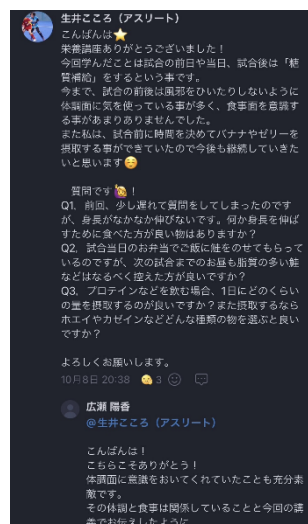 生井こころ（アスリート）
こんばんは⭐
栄養講座ありがとうございました！
今回学んだことは試合の前日や当日、試合後は「糖
質補給」をするという事です。
今まで、試合の前後は風邪をひいたりしないように
体調面に気を使っている事が多く、食事面を意識す
る事があまりありませんでした。
また私は、試合前に時間を決めてバナナやゼリーを
摂取する事ができていたので今後も継続していきた
いと思います☺️
質問です🙋！
Q1、前回、少し遅れて質問をしてしまったのです
が、身長がなかなか伸びないです。何か身長を伸ば
すために食べた方が良い物はありますか？
Q2、試合当日のお弁当でご飯に鮭をのせてもらって
いるのですが、次の試合までのお昼も脂質の多い鮭
などはなるべく控えた方が良いですか？
Q3、プロテインなどを飲む場合、1日にどのくらい
の量を摂取するのが良いですか？また摂取するなら
ホエイやカゼインなどどんな種類の物を選ぶと良い
ですか？
よろしくお願いします。
10月8日 20:38 3
広瀬 陽香
@生井こころ（アスリート）
こんばんは！
こちらこそありがとう！
体調面に意識をおいてくれていたことも充分素
敵です。
その体調と食事は関係していることと今回の講
義でお伝えしたように